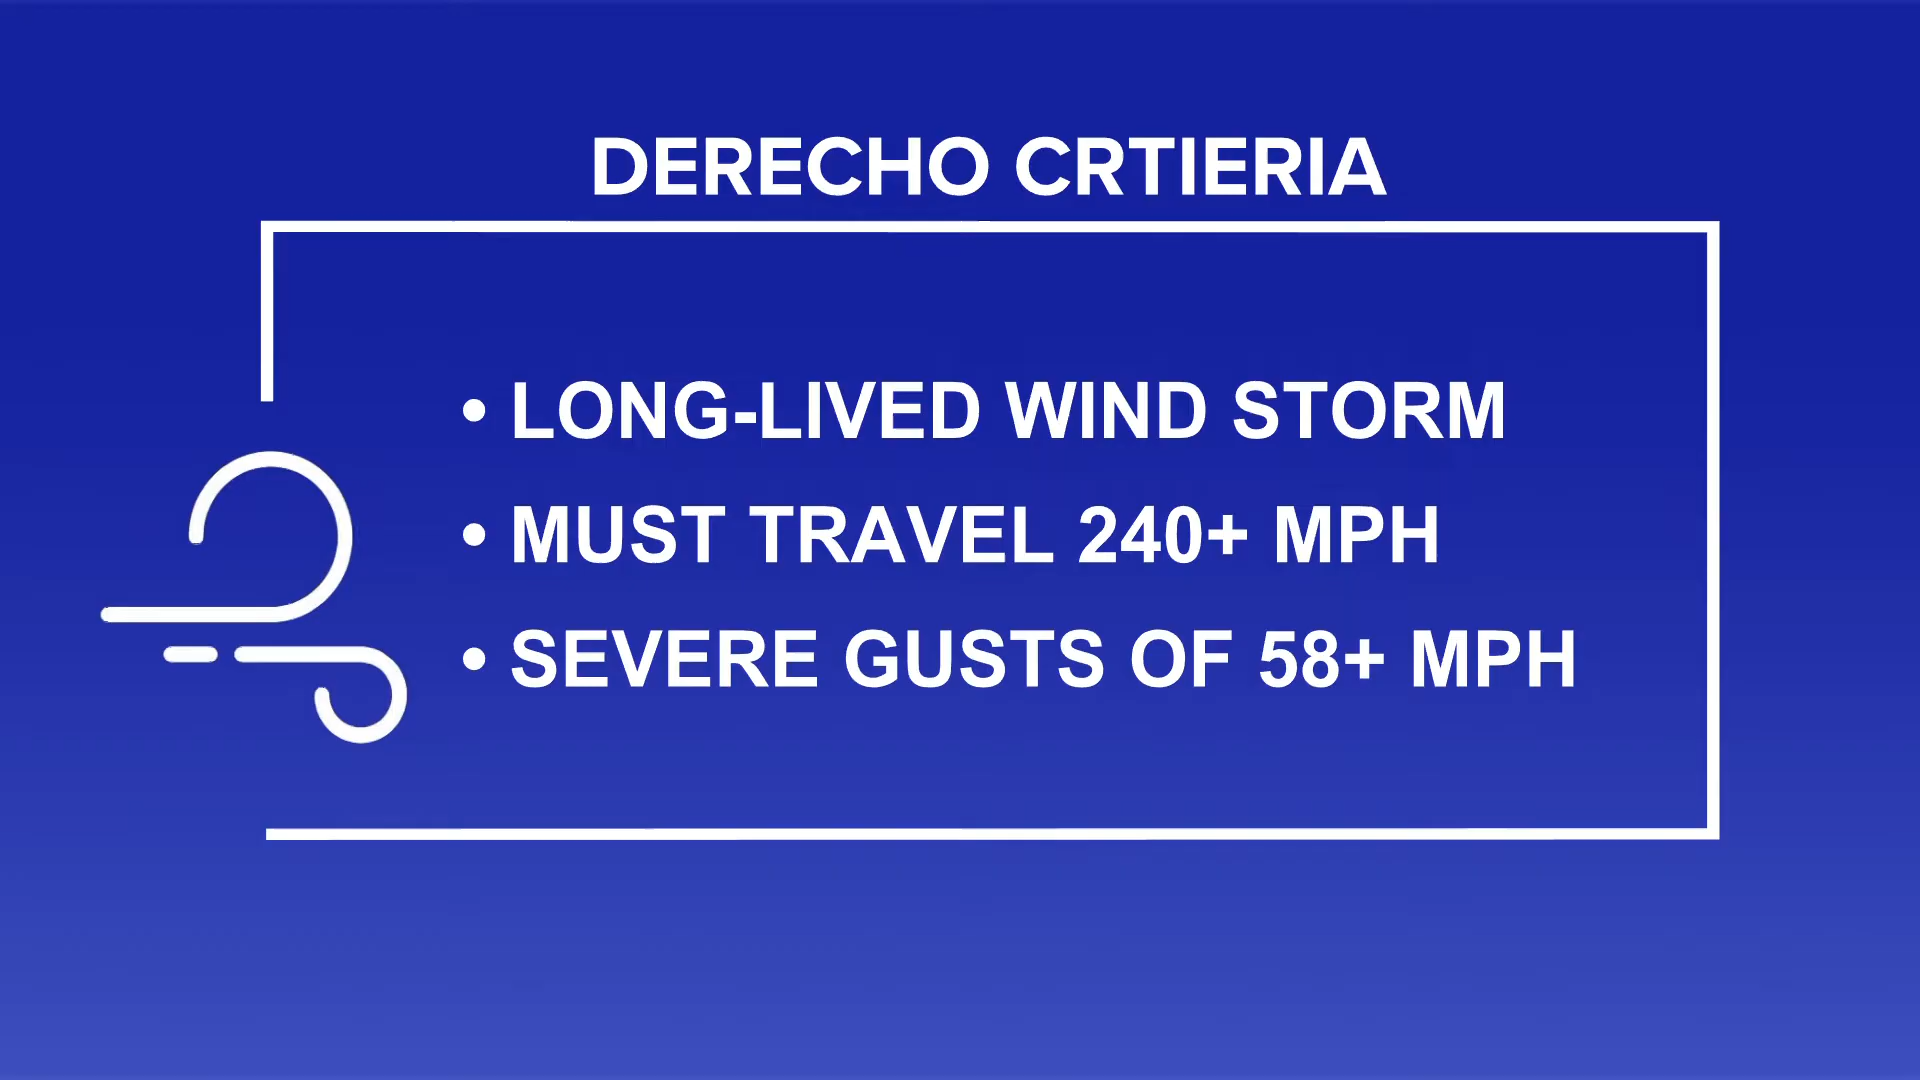 DERECHO CRTIERIA
• LONG-LIVED WIND STORM
• MUST TRAVEL 240+ MPH
• SEVERE GUSTS OF 58+ MPH